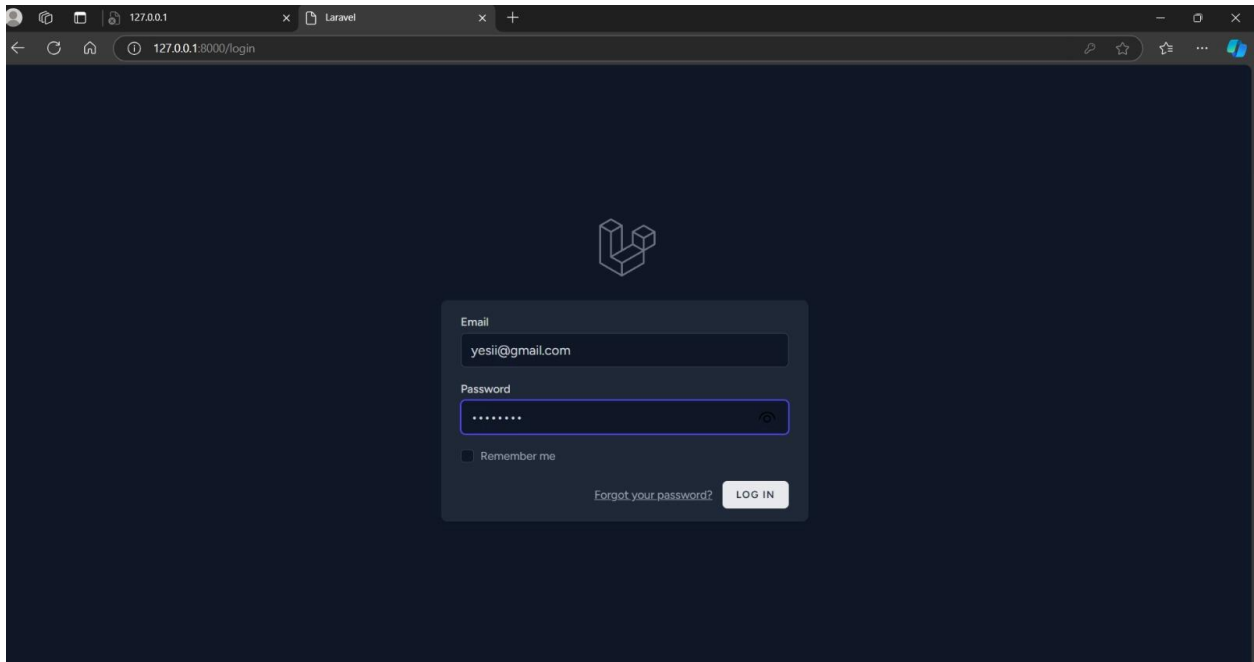 127.0.0.1
Laravel
127.0.0.1:8000/login
Email
yesii@gmail.com
Password
••••••••
Remember me
Forgot your password? LOG IN